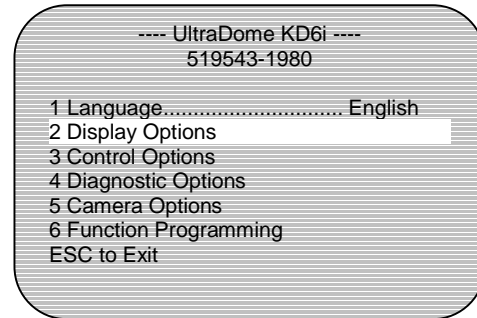 ---- UltraDome KD6i ----
519543-1980
1 Language.............................. English
2 Display Options
3 Control Options
4 Diagnostic Options
5 Camera Options
6 Function Programming
ESC to Exit